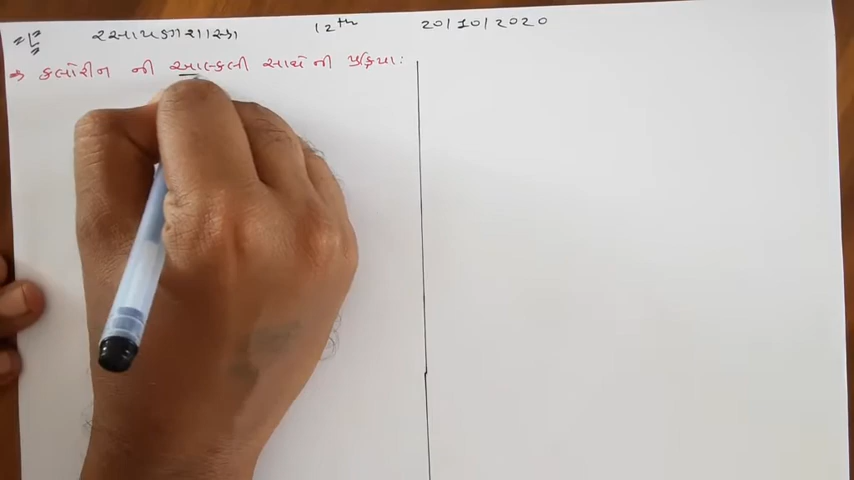 રસાયણશાસ્ત્ર 12th 20/10/2020
→ ક્લોરીન ની આલ્કલી સાથે ની પ્રક્રિયા: